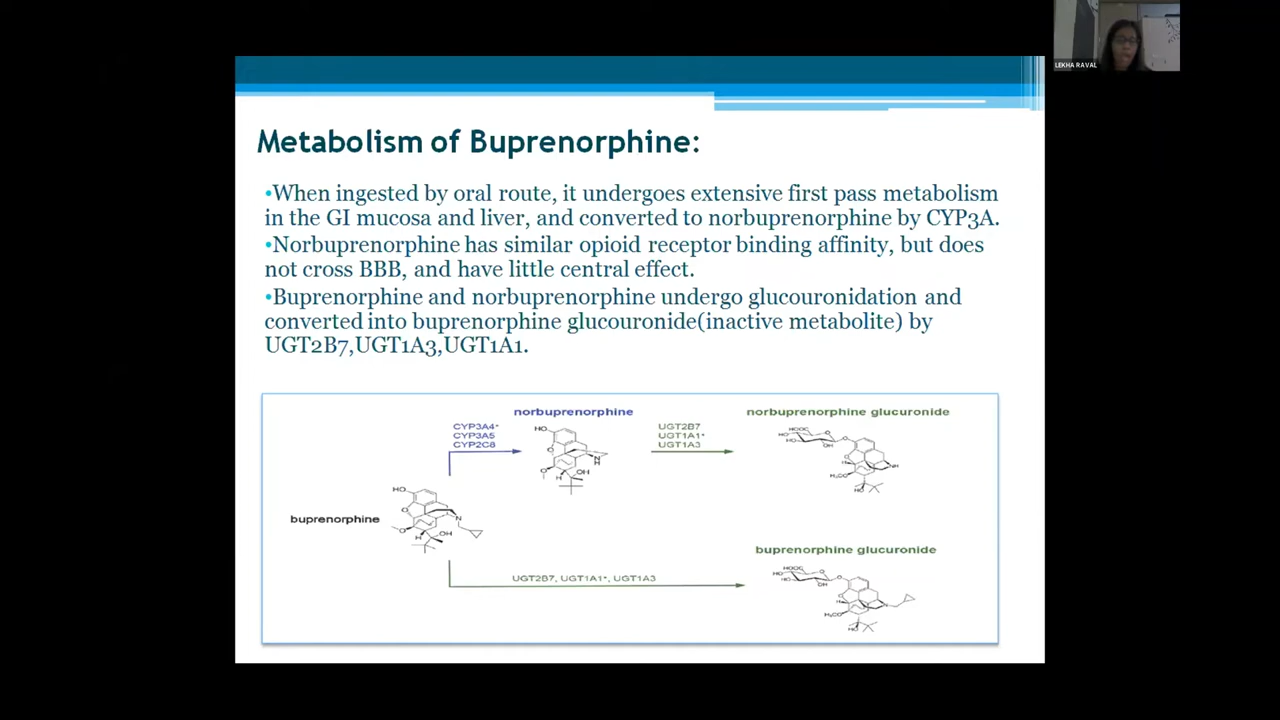 LEKHA RAVAL
Metabolism of Buprenorphine:
•When ingested by oral route, it undergoes extensive first pass metabolism
in the GI mucosa and liver, and converted to norbuprenorphine by CYP3A.
•Norbuprenorphine has similar opioid receptor binding affinity, but does
not cross BBB, and have little central effect.
•Buprenorphine and norbuprenorphine undergo glucouronidation and
converted into buprenorphine glucouronide(inactive metabolite) by
UGT2B7,UGT1A3,UGT1A1.
norbuprenorphine
norbuprenorphine glucuronide
CYP3A4*
CYP3A5
CYP2C8
UGT2B7
UGT1A1*
UGT1A3
buprenorphine
buprenorphine glucuronide
UGT2B7, UGT1A1*, UGT1A3